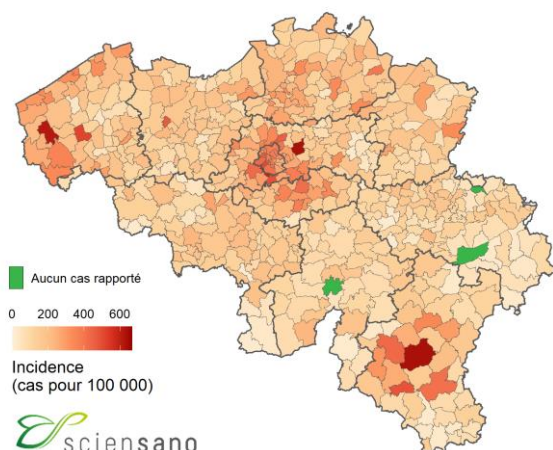 Aucun cas rapporté
0 200 400 600
Incidence
(cas pour 100 000)
sciensano